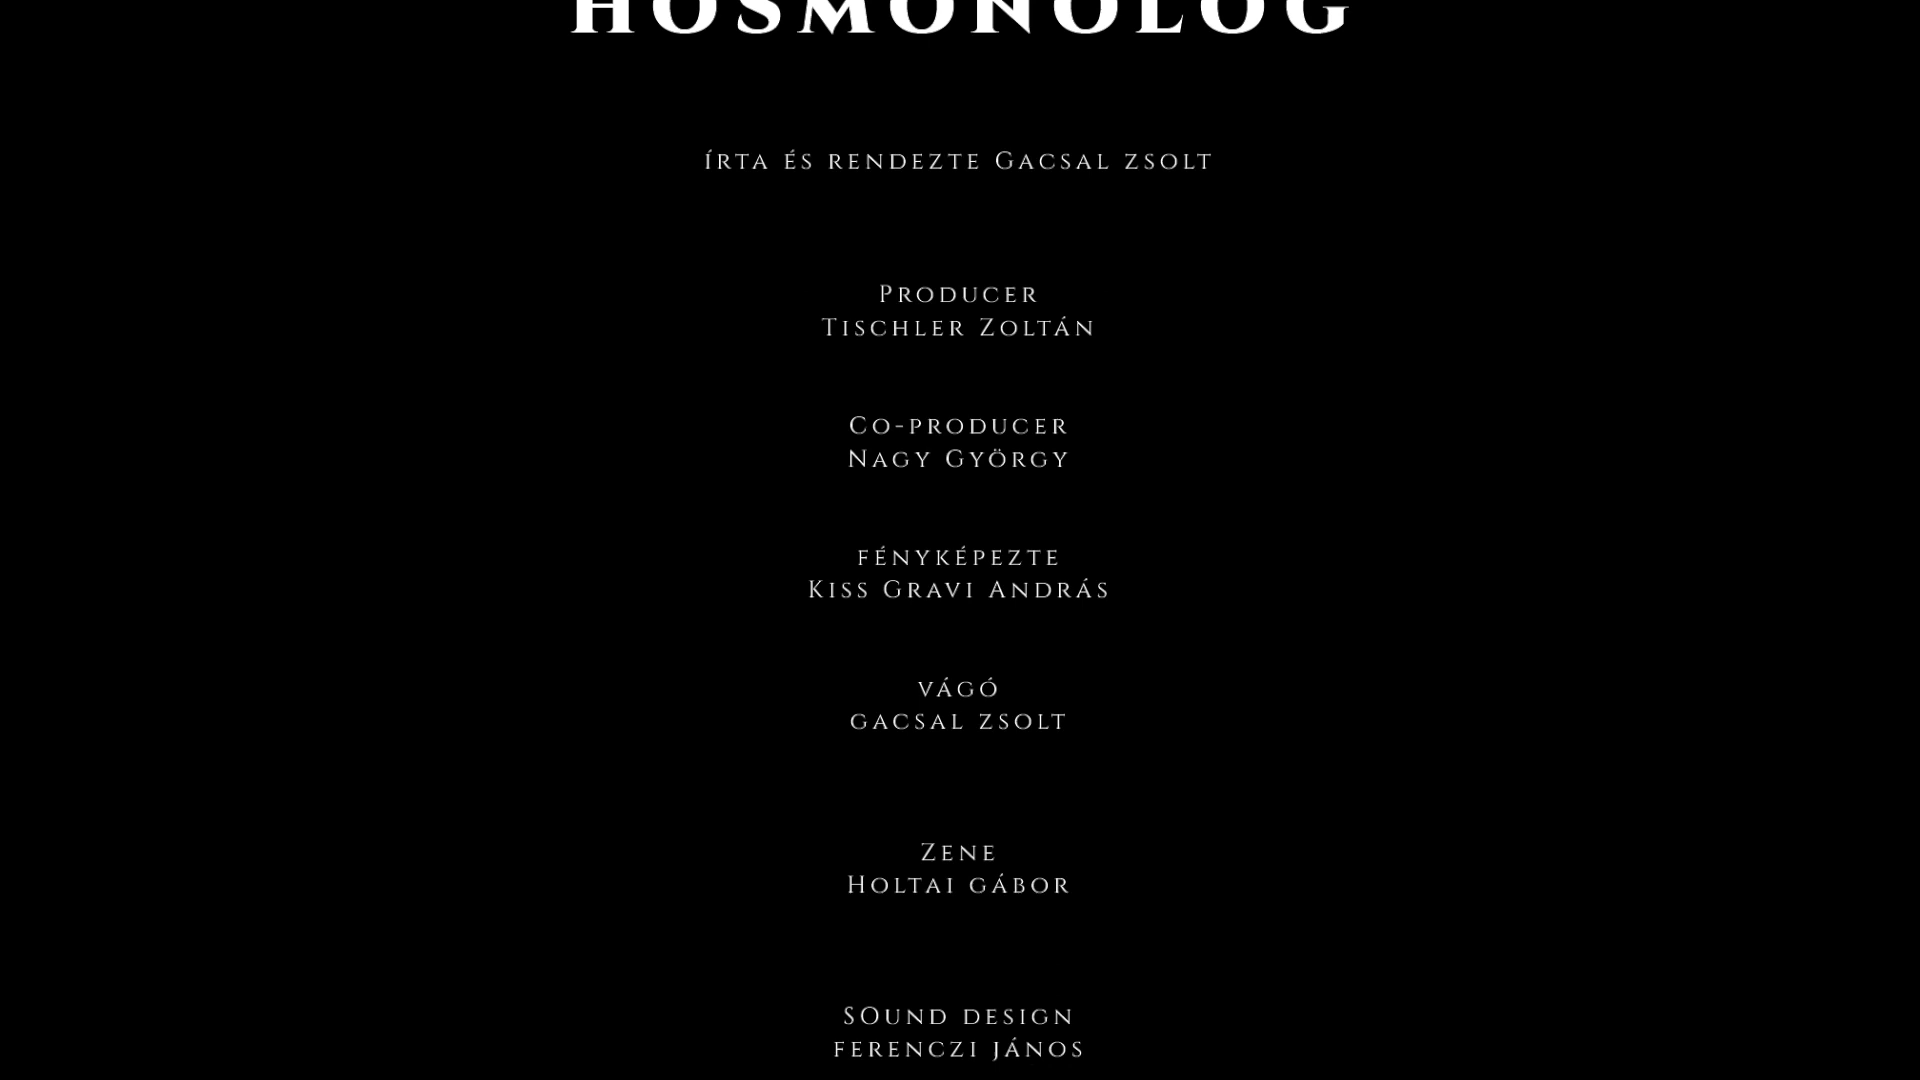 HOSMONOLOG
ÍRTA ÉS RENDEZTE GACSAL ZSOLT
PRODUCER
TISCHLER ZOLTÁN
CO-PRODUCER
NAGY GYÖRGY
FÉNYKÉPEZTE
KISS GRAVI ANDRÁS
VÁGÓ
GACSAL ZSOLT
ZENE
HOLTAI GÁBOR
SOUND DESIGN
FERENCZI JÁNOS